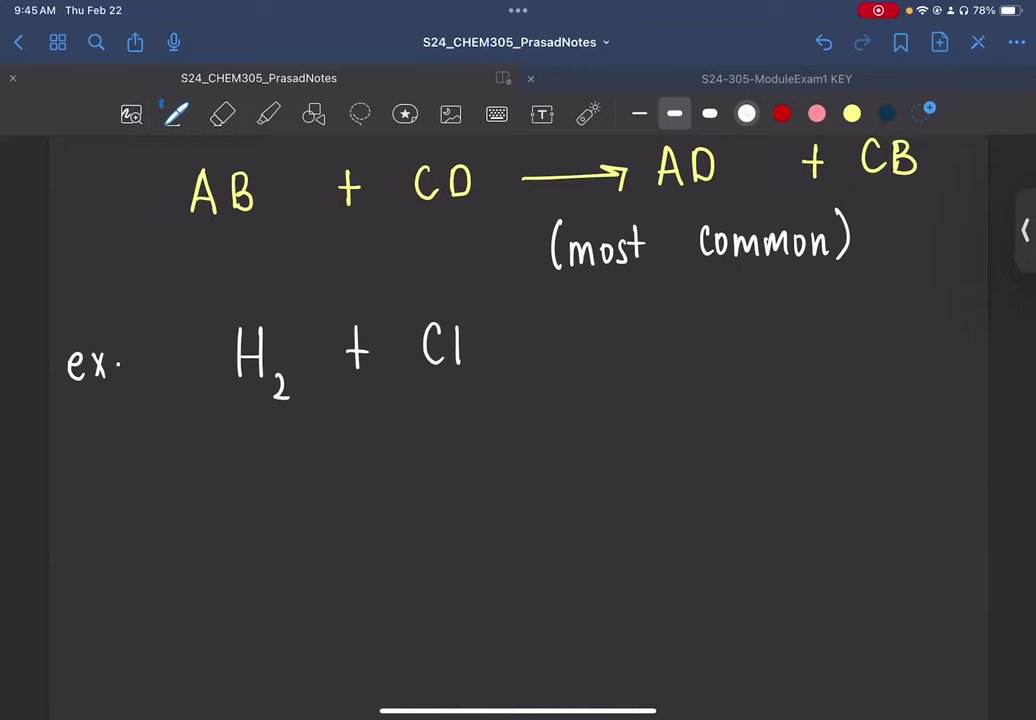 9:45 AM Thu Feb 22 78%
S24_CHEM305_PrasadNotes
S24_CHEM305_PrasadNotes S24-305-ModuleExam1 KEY
AB + CD → AD + CB
(most common)
ex. H₂ + Cl